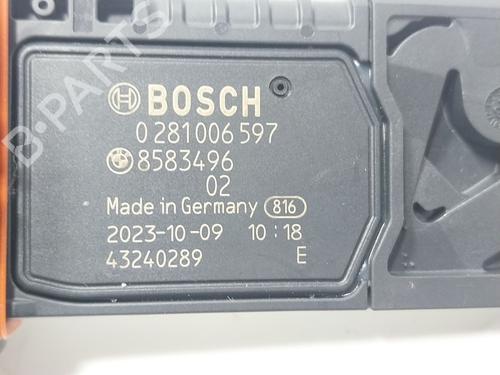 BOSCH
0 281 006 597
8583496
02
Made in Germany 816
2023-10-09 10:18
43240289 E
B-PARTS